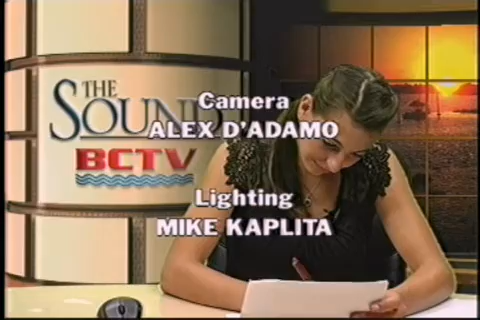 THE
SOUND
BCTV
Camera
ALEX D'ADAMO
Lighting
MIKE KAPLITA